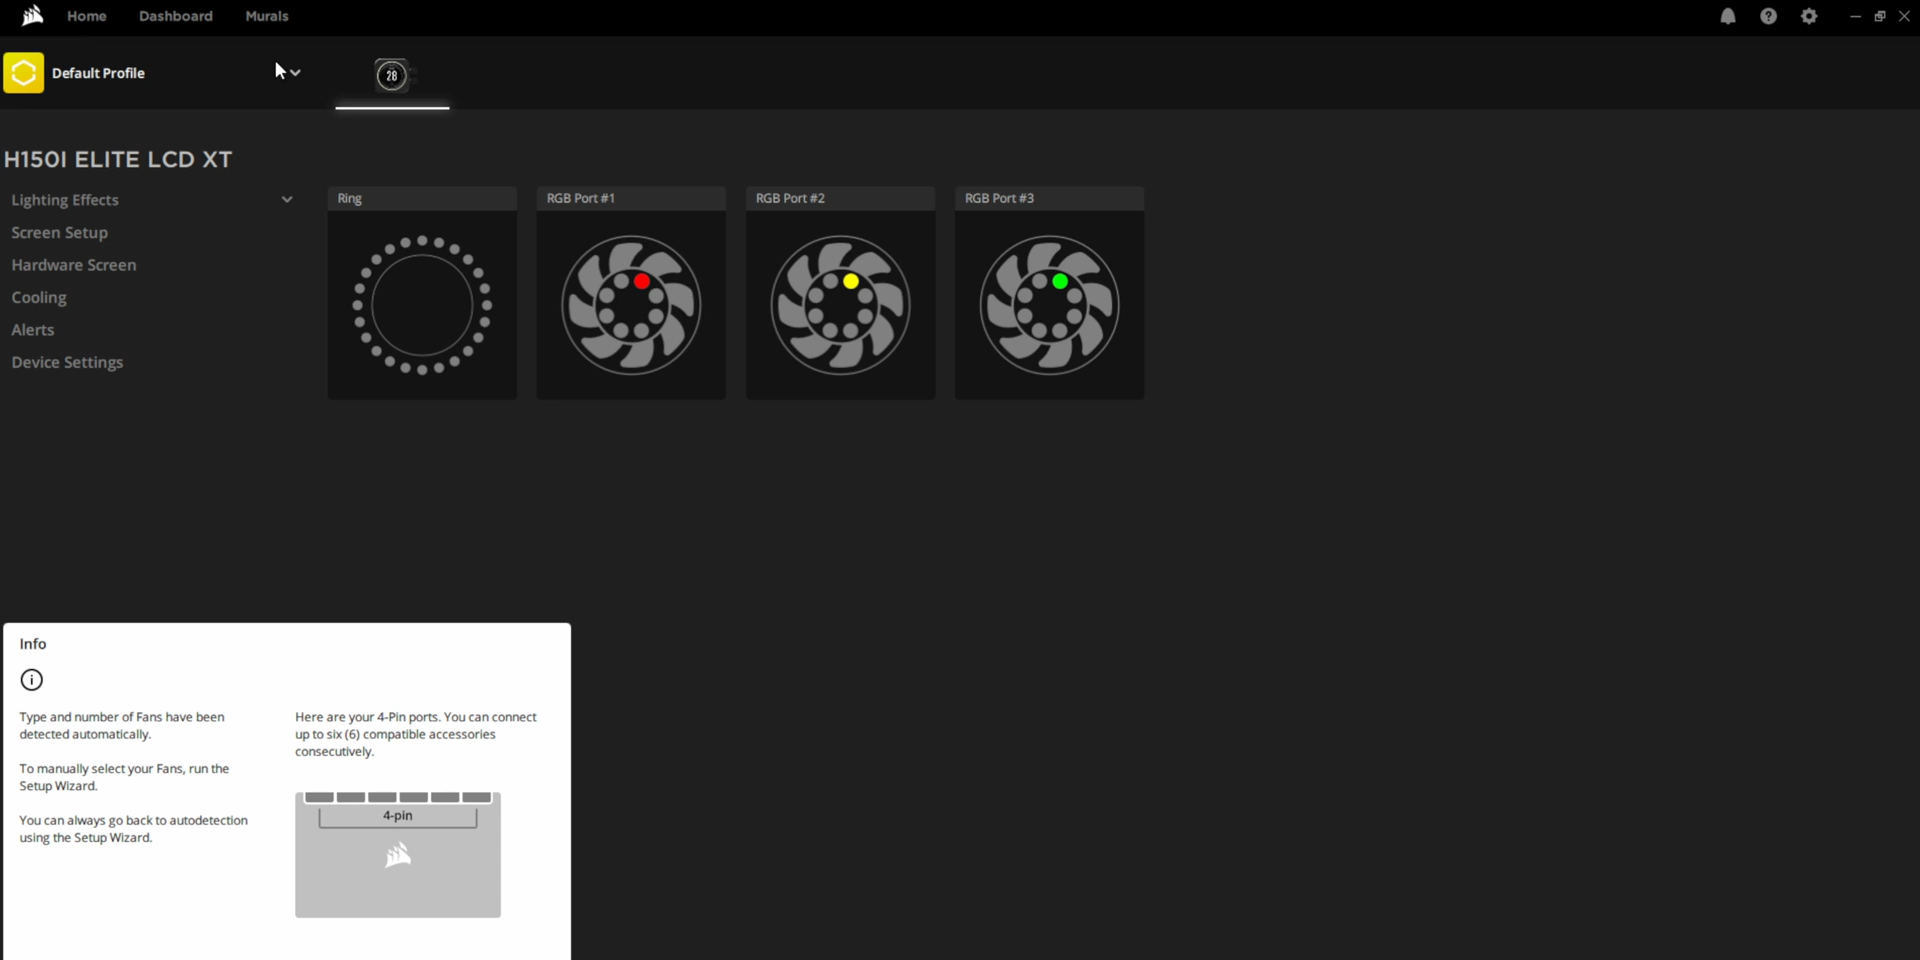 Home Dashboard Murals
Default Profile
28
H150I ELITE LCD XT
Lighting Effects
Screen Setup
Hardware Screen
Cooling
Alerts
Device Settings
Ring
RGB Port #1
RGB Port #2
RGB Port #3
Info
Type and number of Fans have been
detected automatically.
To manually select your Fans, run the
Setup Wizard.
You can always go back to autodetection
using the Setup Wizard.
Here are your 4-Pin ports. You can connect
up to six (6) compatible accessories
consecutively.
4-pin